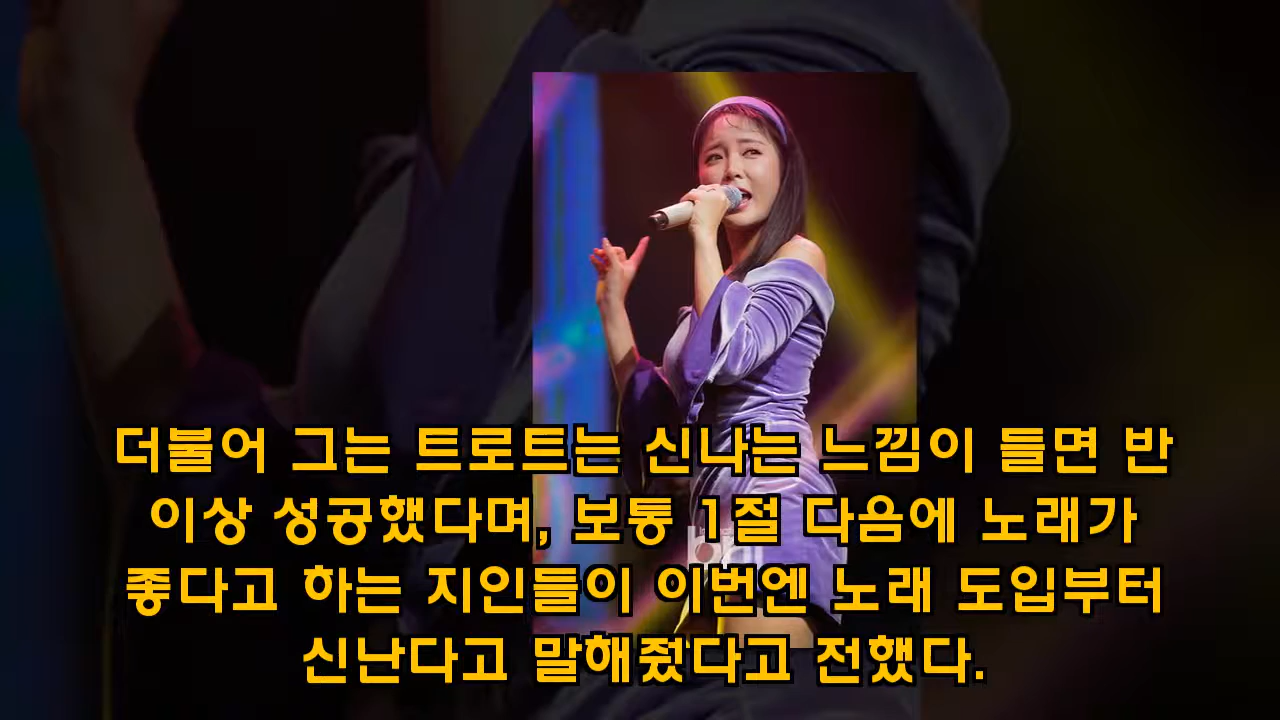 더불어 그는 트로트는 신나는 느낌이 들면 반
이상 성공했다며, 보통 1절 다음에 노래가
좋다고 하는 지인들이 이번엔 노래 도입부터
신난다고 말해줬다고 전했다.